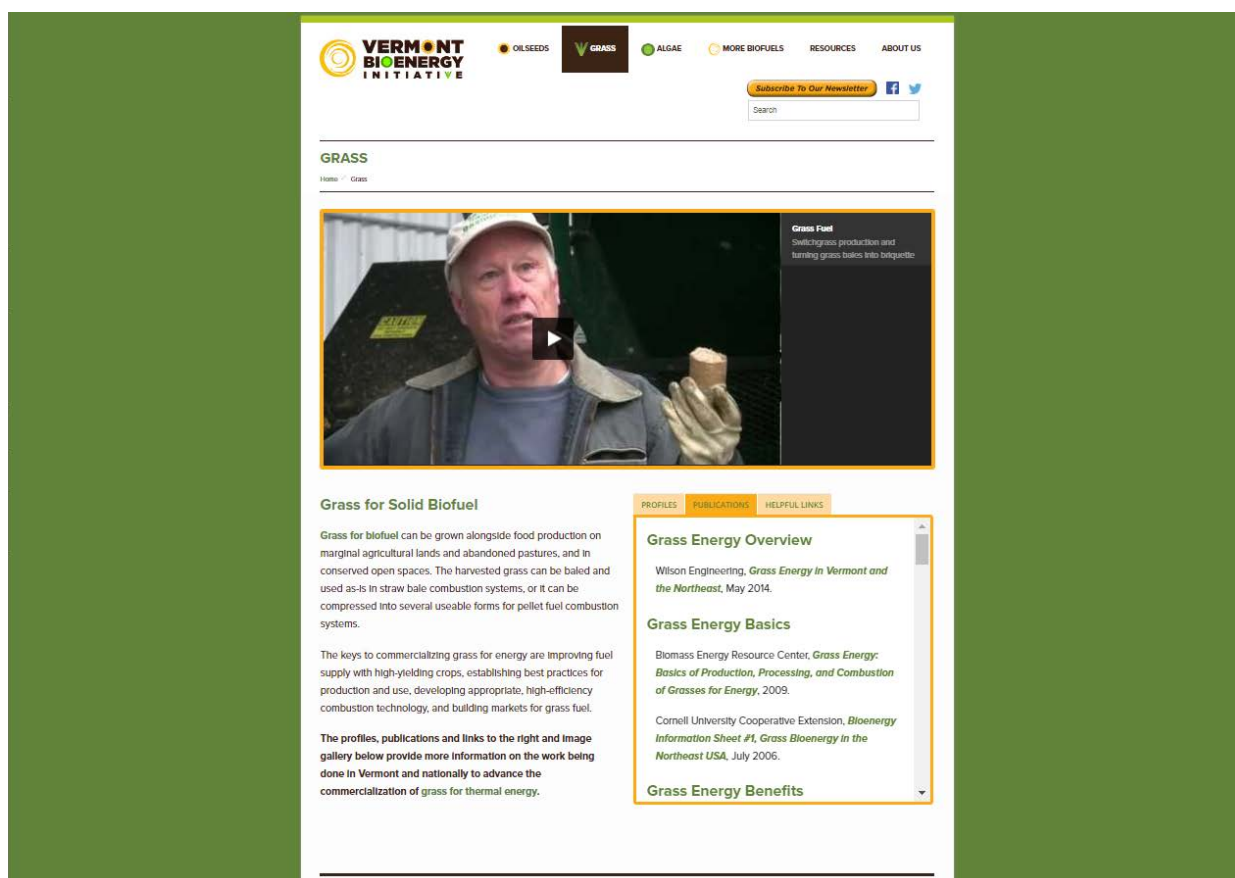 VERMONT
BIOENERGY
INITIATIVE
OILSEEDS
GRASS
ALGAE
MORE BIOFUELS
RESOURCES
ABOUT US
Subscribe To Our Newsletter
Search
GRASS
Home
Grass
Grass Fuel
Switchgrass production and
turning grass bales into briquette
Grass for Solid Biofuel
Grass for biofuel can be grown alongside food production on
marginal agricultural lands and abandoned pastures, and in
conserved open spaces. The harvested grass can be baled and
used as-is in straw bale combustion systems, or it can be
compressed into several useable forms for pellet fuel combustion
systems.
The keys to commercializing grass for energy are improving fuel
supply with high-yielding crops, establishing best practices for
production and use, developing appropriate, high-efficiency
combustion technology, and building markets for grass fuel.
The profiles, publications and links to the right and image
gallery below provide more information on the work being
done in Vermont and nationally to advance the
commercialization of grass for thermal energy.
PROFILES
PUBLICATIONS
HELPFUL LINKS
Grass Energy Overview
Wilson Engineering, Grass Energy in Vermont and
the Northeast, May 2014.
Grass Energy Basics
Biomass Energy Resource Center, Grass Energy:
Basics of Production, Processing, and Combustion
of Grasses for Energy, 2009.
Cornell University Cooperative Extension, Bioenergy
Information Sheet #1, Grass Bioenergy in the
Northeast USA, July 2006.
Grass Energy Benefits